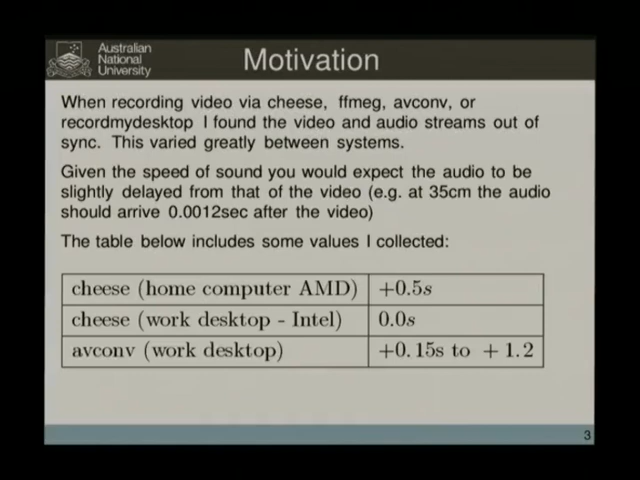 Australian
National
University
Motivation
When recording video via cheese, ffmeg, avconv, or
recordmydesktop I found the video and audio streams out of
sync. This varied greatly between systems.
Given the speed of sound you would expect the audio to be
slightly delayed from that of the video (e.g. at 35cm the audio
should arrive 0.0012sec after the video)
The table below includes some values I collected:
cheese (home computer AMD) +0.5s
cheese (work desktop - Intel) 0.0s
avconv (work desktop) +0.15s to + 1.2
3